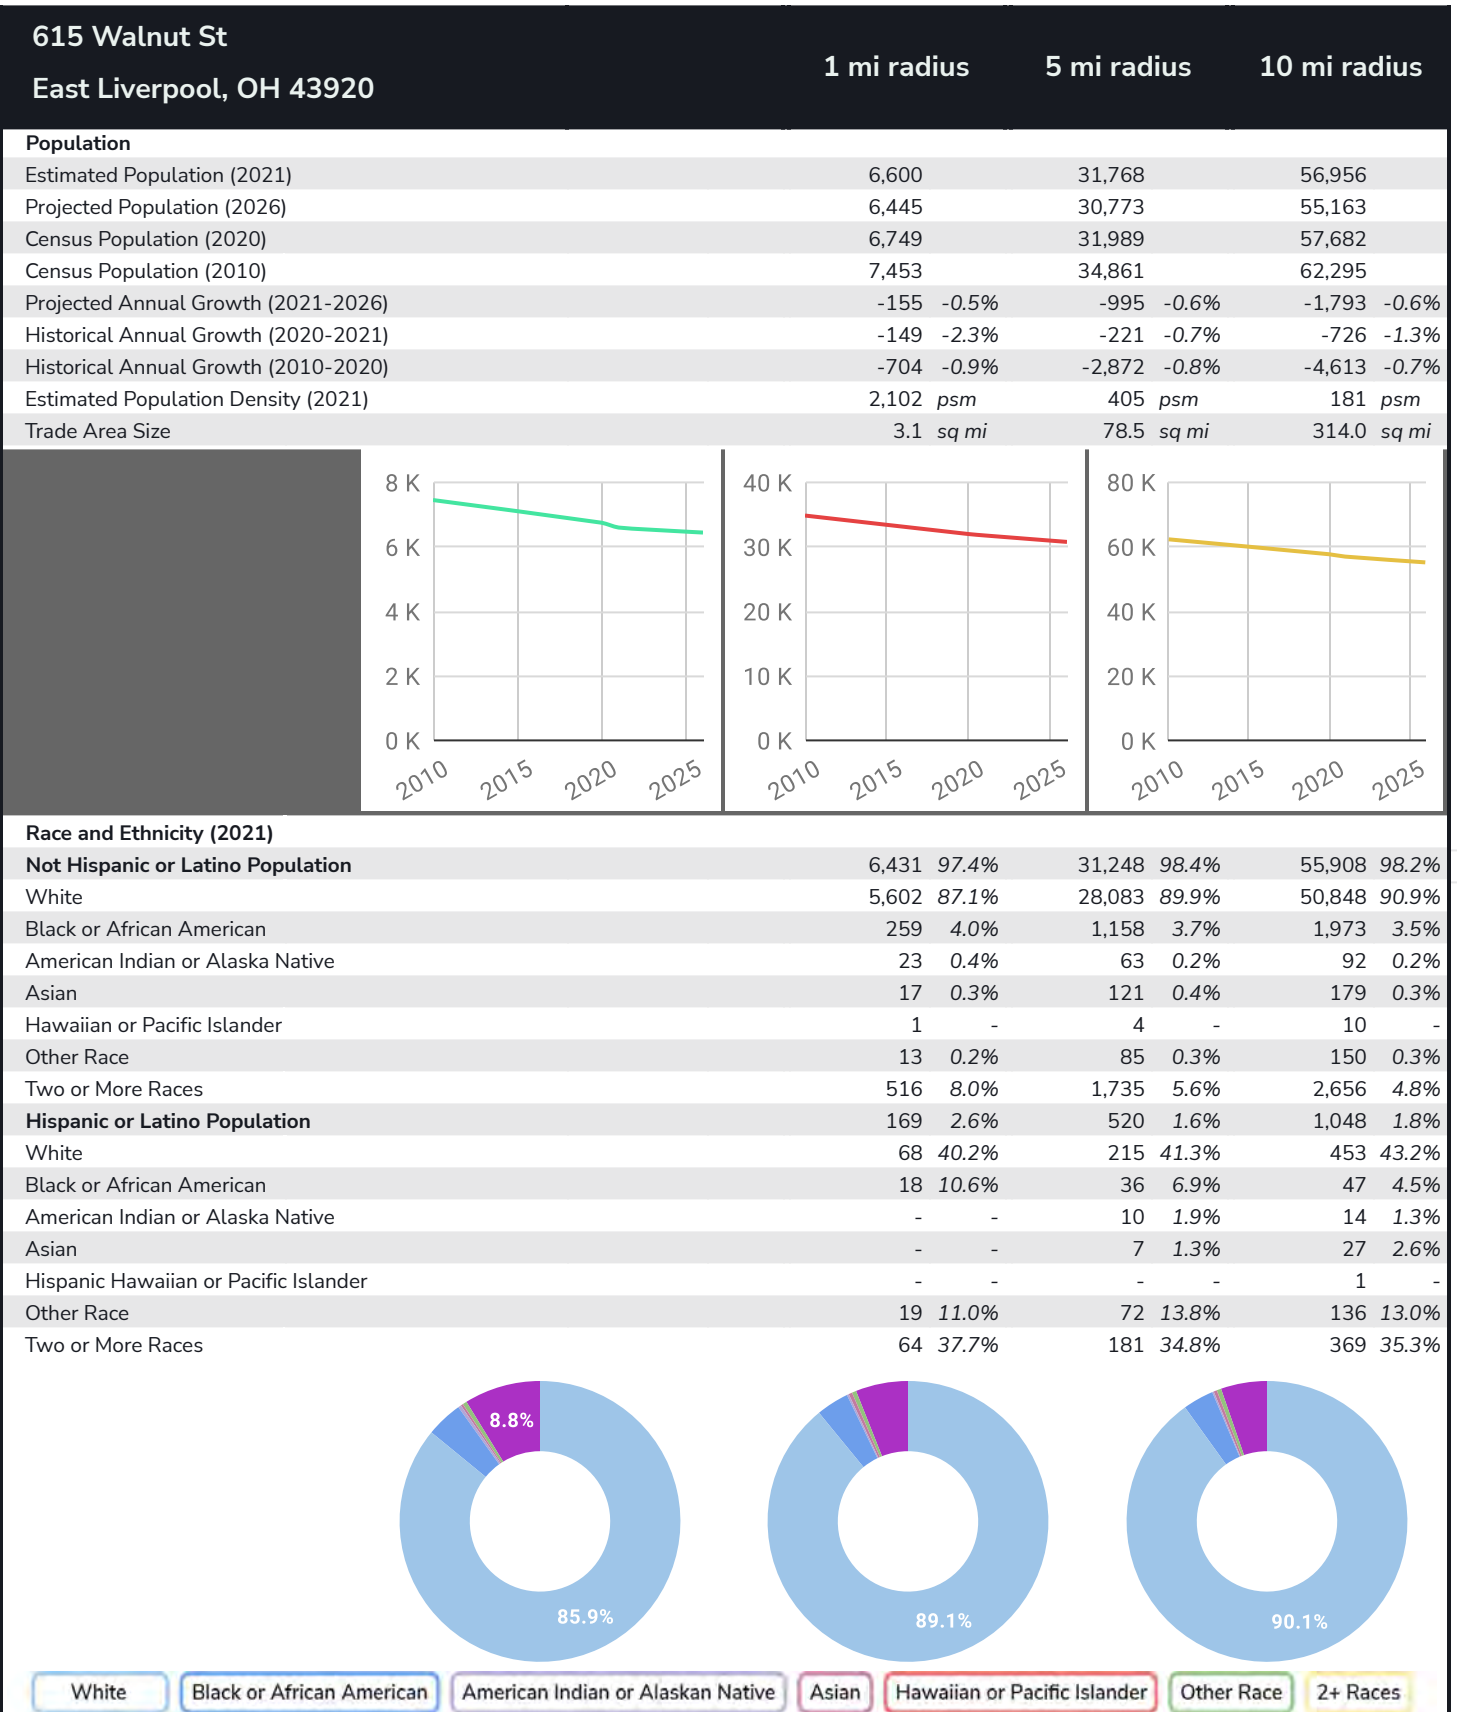 615 Walnut St
East Liverpool, OH 43920
1 mi radius 5 mi radius 10 mi radius
Population
Estimated Population (2021) 6,600 31,768 56,956
Projected Population (2026) 6,445 30,773 55,163
Census Population (2020) 6,749 31,989 57,682
Census Population (2010) 7,453 34,861 62,295
Projected Annual Growth (2021-2026) -155 -0.5% -995 -0.6% -1,793 -0.6%
Historical Annual Growth (2020-2021) -149 -2.3% -221 -0.7% -726 -1.3%
Historical Annual Growth (2010-2020) -704 -0.9% -2,872 -0.8% -4,613 -0.7%
Estimated Population Density (2021) 2,102 psm 405 psm 181 psm
Trade Area Size 3.1 sq mi 78.5 sq mi 314.0 sq mi
8 K 40 K 80 K
6 K 30 K 60 K
4 K 20 K 40 K
2 K 10 K 20 K
0 K 0 K 0 K
2010 2015 2020 2025 2010 2015 2020 2025 2010 2015 2020 2025
Race and Ethnicity (2021)
Not Hispanic or Latino Population 6,431 97.4% 31,248 98.4% 55,908 98.2%
White 5,602 87.1% 28,083 89.9% 50,848 90.9%
Black or African American 259 4.0% 1,158 3.7% 1,973 3.5%
American Indian or Alaska Native 23 0.4% 63 0.2% 92 0.2%
Asian 17 0.3% 121 0.4% 179 0.3%
Hawaiian or Pacific Islander 1 - 4 - 10 -
Other Race 13 0.2% 85 0.3% 150 0.3%
Two or More Races 516 8.0% 1,735 5.6% 2,656 4.8%
Hispanic or Latino Population 169 2.6% 520 1.6% 1,048 1.8%
White 68 40.2% 215 41.3% 453 43.2%
Black or African American 18 10.6% 36 6.9% 47 4.5%
American Indian or Alaska Native - - 10 1.9% 14 1.3%
Asian - - 7 1.3% 27 2.6%
Hispanic Hawaiian or Pacific Islander - - - - 1 -
Other Race 19 11.0% 72 13.8% 136 13.0%
Two or More Races 64 37.7% 181 34.8% 369 35.3%
8.8%
85.9% 89.1% 90.1%
White Black or African American American Indian or Alaskan Native Asian Hawaiian or Pacific Islander Other Race 2+ Races